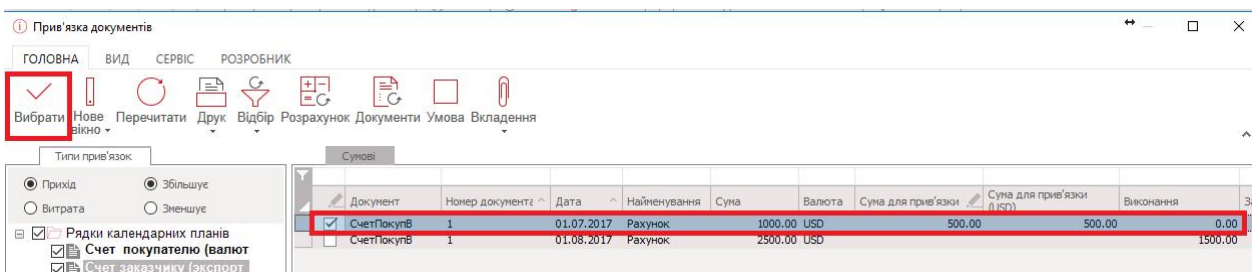 Прив'язка документів
ГОЛОВНА ВИД СЕРВІС РОЗРОБНИК
Вибрати Нове вікно Перечитати Друк Відбір Розрахунок Документи Умова Вкладення
Типи прив'язок Сумові
Прихід Збільшує
Витрата Зменшує
Документ Номер документа Дата Найменування Сума Валюта Сума для прив'язки Сума для прив'язки (USD) Виконання
СчетПокупВ 1 01.07.2017 Рахунок 1000.00 USD 500.00 500.00 0.00
Рядки календарних планів СчетПокупВ 1 01.08.2017 Рахунок 2500.00 USD 1500.00
Счет покупателю (валют
Счет заказчику (экспорт